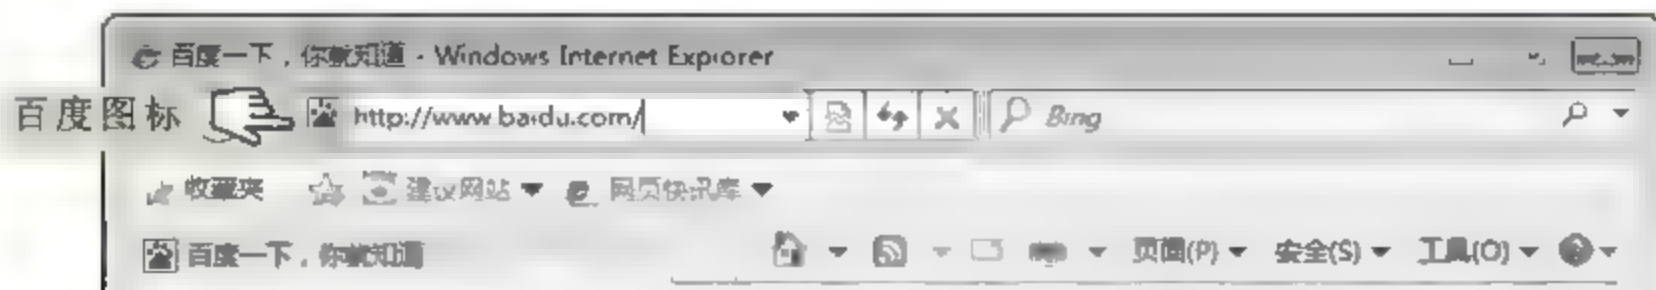 百度一下，你就知道 - Windows Internet Explorer
百度图标 http://www.baidu.com/ Bing
收藏夹 建议网站 网页快讯库
百度一下，你就知道 页面(P) 安全(S) 工具(O)